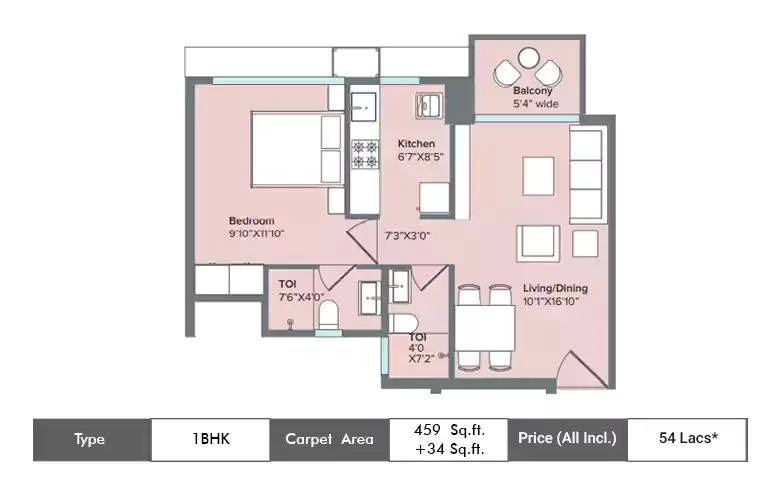 Balcony
5'4" wide
Kitchen
6'7"X8'5"
Bedroom
9'10"X11'10"
7'3"X3'0"
TOI
7'6"X4'0"
Living/Dining
10'1"X16'10"
TOI
4'0
X7'2"
Type 1BHK Carpet Area 459 Sq.ft. +34 Sq.ft. Price (All Incl.) 54 Lacs*